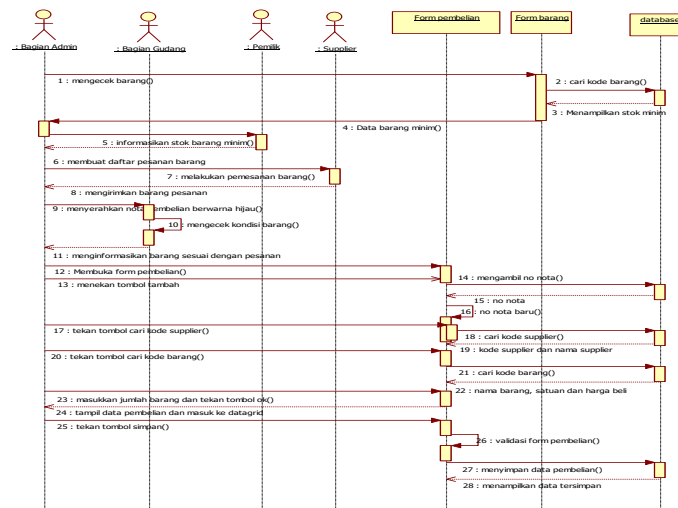 : Bagian Admin
: Bagian Gudang
: Pemilik
: Supplier
Form pembelian
Form barang
database
1 : mengecek barang()
2 : cari kode barang()
3 : Menampilkan stok minim
4 : Data barang minim()
5 : informasikan stok barang minim()
6 : membuat daftar pesanan barang
7 : melakukan pemesanan barang()
8 : mengirimkan barang pesanan
9 : menyerahkan nota pembelian berwarna hijau()
10 : mengecek kondisi barang()
11 : menginformasikan barang sesuai dengan pesanan
12 : Membuka form pembelian()
13 : menekan tombol tambah
14 : mengambil no nota()
15 : no nota
16 : no nota baru()
17 : tekan tombol cari kode supplier()
18 : cari kode supplier()
19 : kode supplier dan nama supplier
20 : tekan tombol cari kode barang()
21 : cari kode barang()
22 : nama barang, satuan dan harga beli
23 : masukkan jumlah barang dan tekan tombol ok()
24 : tampil data pembelian dan masuk ke datagrid
25 : tekan tombol simpan()
26 : validasi form pembelian()
27 : menyimpan data pembelian()
28 : menampilkan data tersimpan